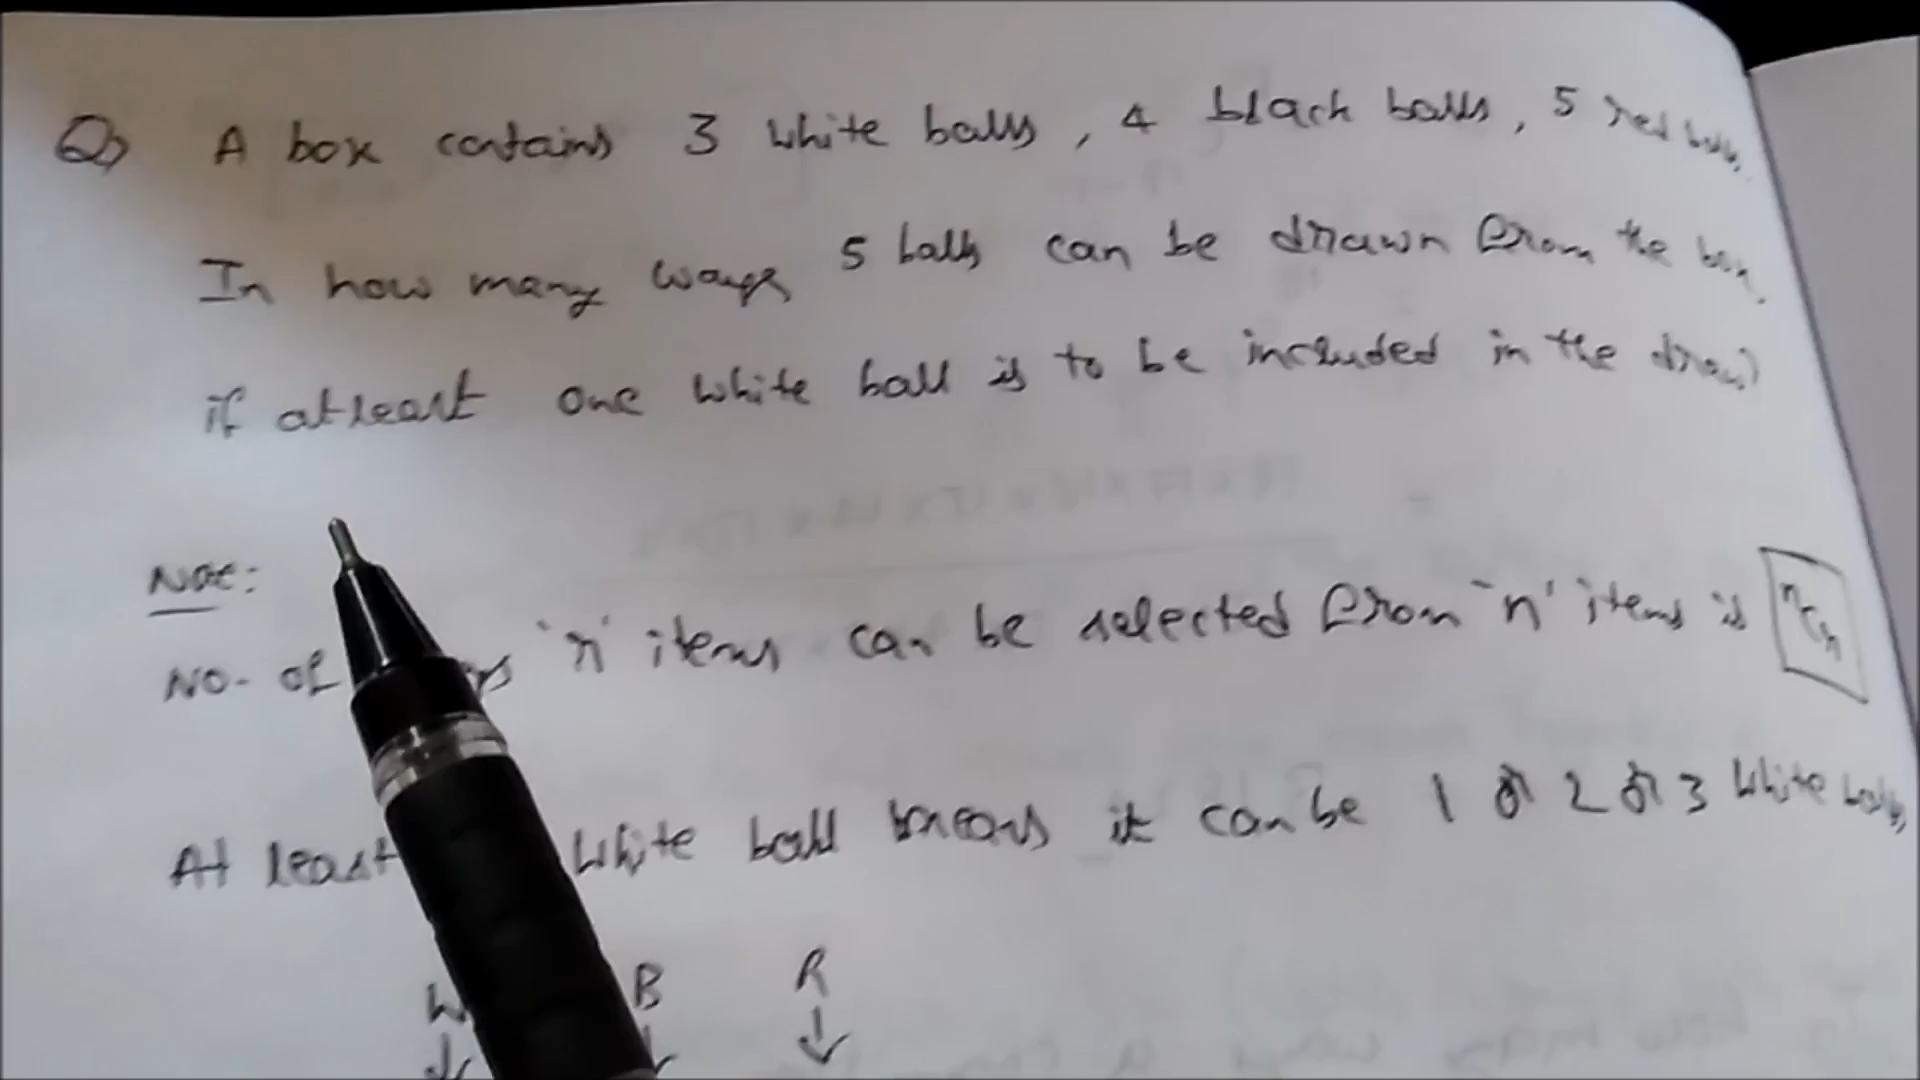 Q) A box contains 3 white balls, 4 black balls, 5 red balls.
In how many ways 5 balls can be drawn from the box,
if atleast one white ball is to be included in the draw?
Note:
No- of 'r' items can be selected from 'n' items is nCr
At least white ball means it can be 1 or 2 or 3 white balls,
W B R